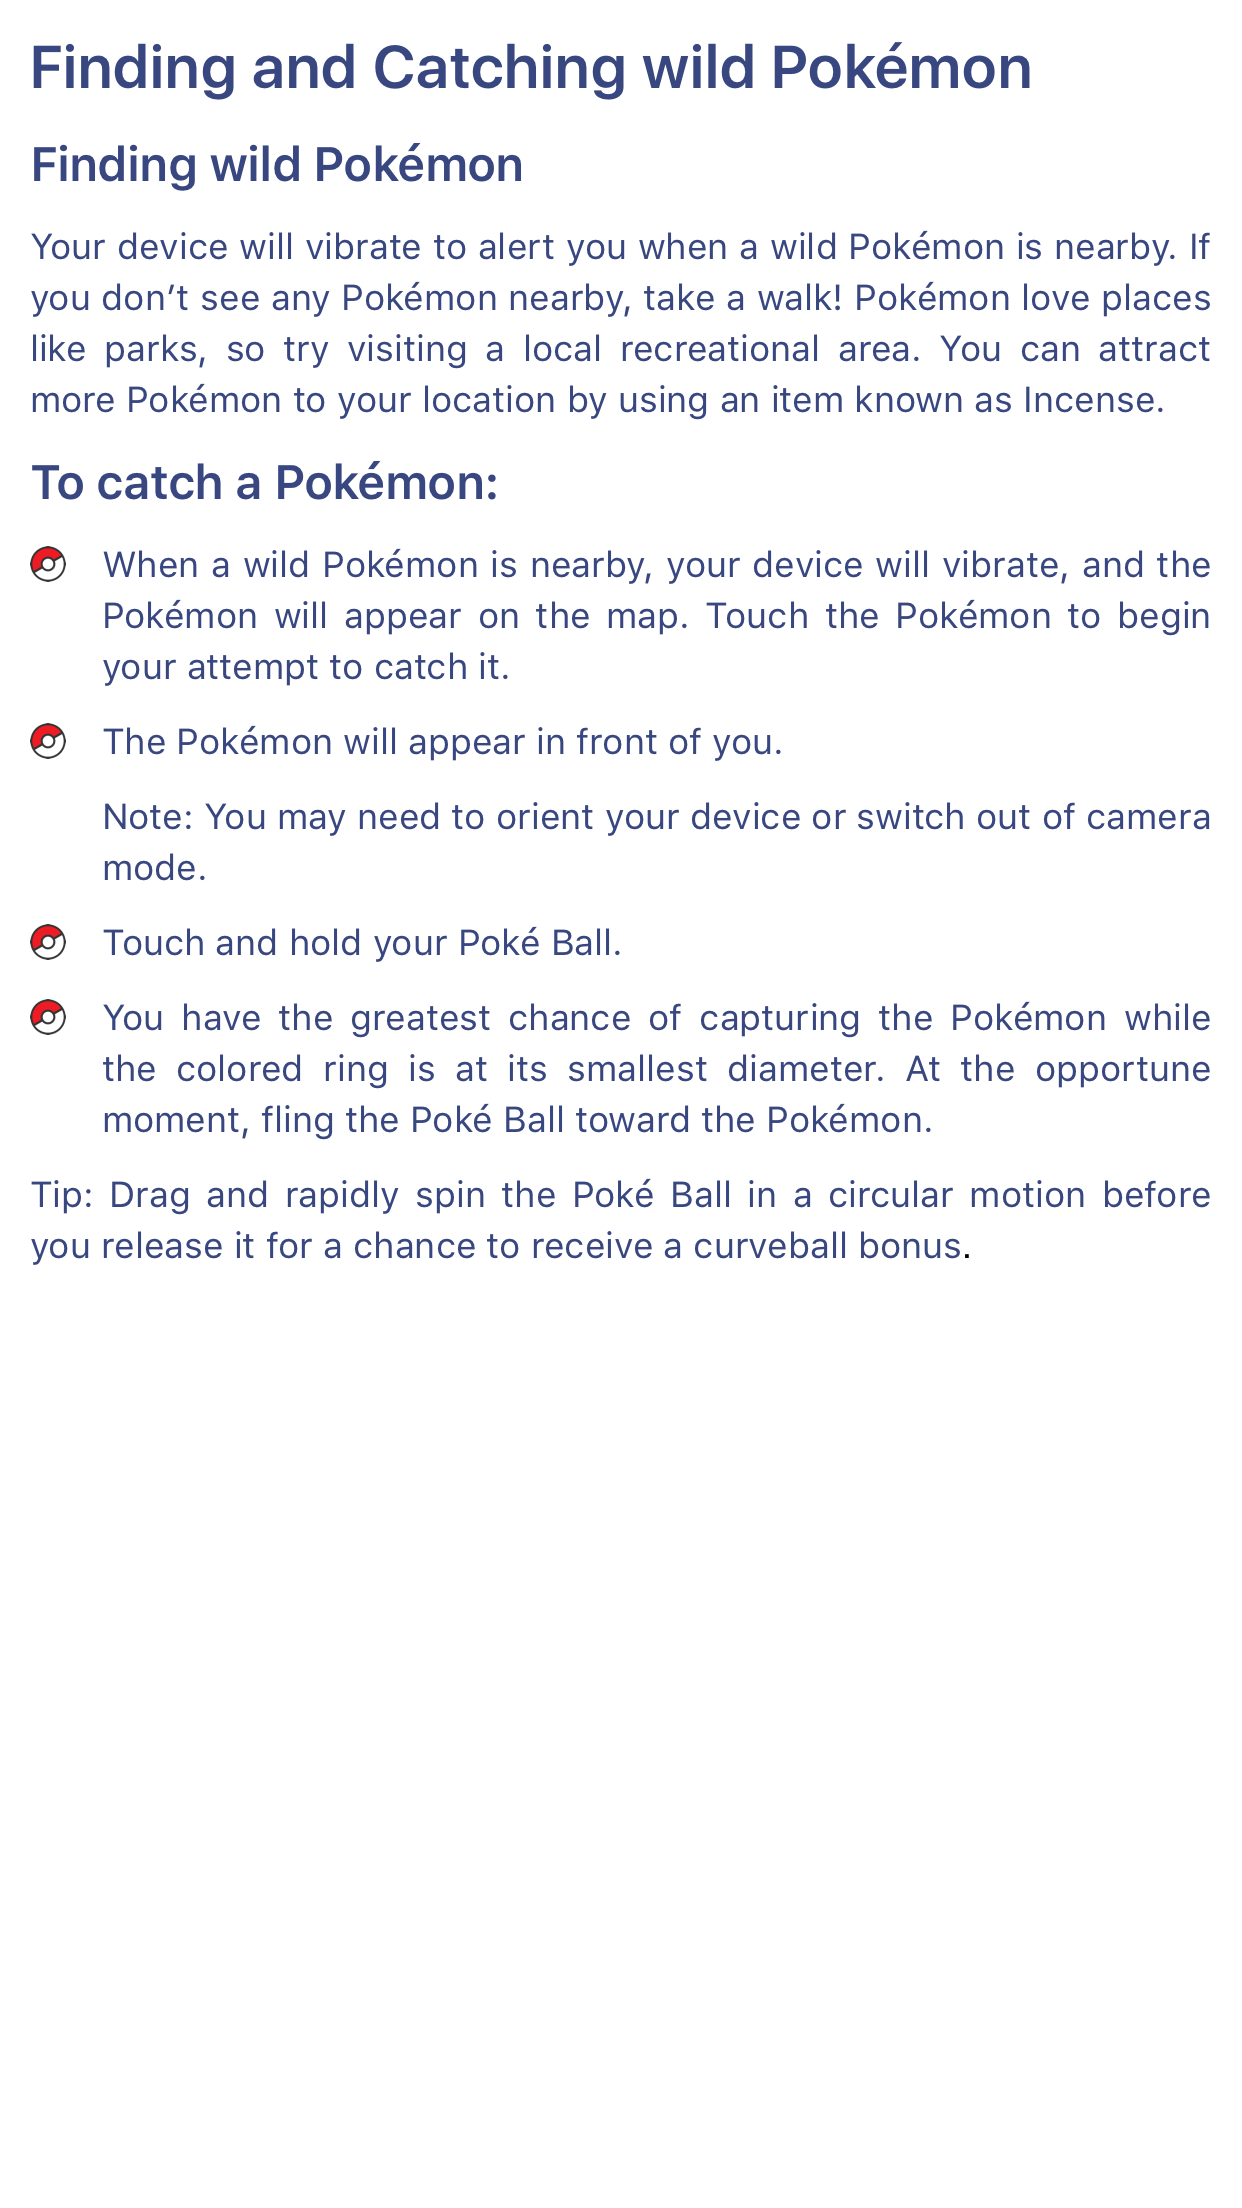 Finding and Catching wild Pokémon
Finding wild Pokémon
Your device will vibrate to alert you when a wild Pokémon is nearby. If
you don’t see any Pokémon nearby, take a walk! Pokémon love places
like parks, so try visiting a local recreational area. You can attract
more Pokémon to your location by using an item known as Incense.
To catch a Pokémon:
When a wild Pokémon is nearby, your device will vibrate, and the
Pokémon will appear on the map. Touch the Pokémon to begin
your attempt to catch it.
The Pokémon will appear in front of you.
Note: You may need to orient your device or switch out of camera
mode.
Touch and hold your Poké Ball.
You have the greatest chance of capturing the Pokémon while
the colored ring is at its smallest diameter. At the opportune
moment, fling the Poké Ball toward the Pokémon.
Tip: Drag and rapidly spin the Poké Ball in a circular motion before
you release it for a chance to receive a curveball bonus.